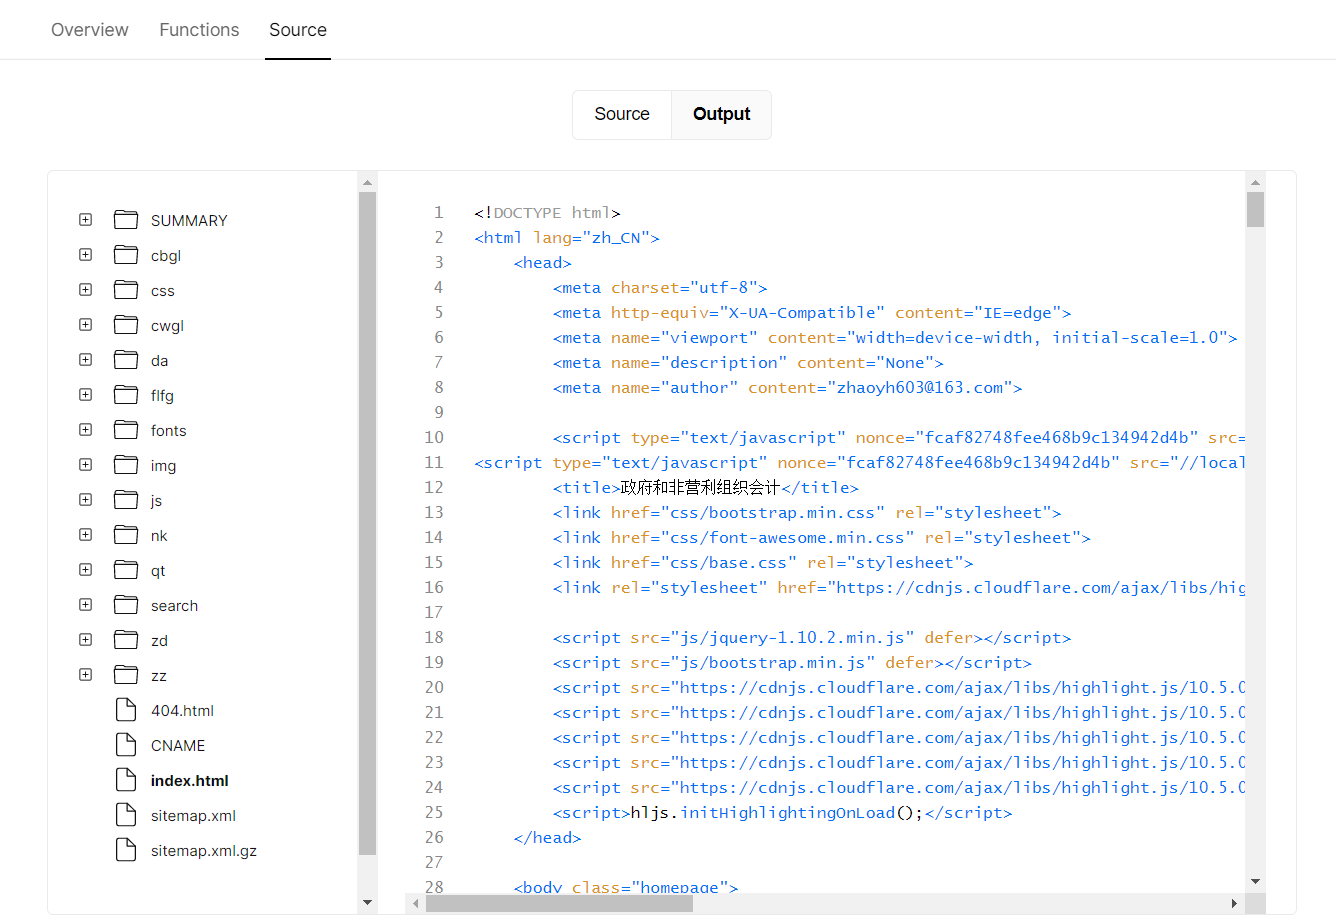 Overview Functions Source
Source Output
SUMMARY
cbgl
css
cwgl
da
flfg
fonts
img
js
nk
qt
search
zd
zz
404.html
CNAME
index.html
sitemap.xml
sitemap.xml.gz
1 <!DOCTYPE html>
2 <html lang="zh_CN">
3 <head>
4 <meta charset="utf-8">
5 <meta http-equiv="X-UA-Compatible" content="IE=edge">
6 <meta name="viewport" content="width=device-width, initial-scale=1.0">
7 <meta name="description" content="None">
8 <meta name="author" content="zhaoyh603@163.com">
9
10 <script type="text/javascript" nonce="fcaf82748fee468b9c134942d4b" src=
11 <script type="text/javascript" nonce="fcaf82748fee468b9c134942d4b" src="//local
12 <title>政府和非营利组织会计</title>
13 <link href="css/bootstrap.min.css" rel="stylesheet">
14 <link href="css/font-awesome.min.css" rel="stylesheet">
15 <link href="css/base.css" rel="stylesheet">
16 <link rel="stylesheet" href="https://cdnjs.cloudflare.com/ajax/libs/hig
17
18 <script src="js/jquery-1.10.2.min.js" defer></script>
19 <script src="js/bootstrap.min.js" defer></script>
20 <script src="https://cdnjs.cloudflare.com/ajax/libs/highlight.js/10.5.0
21 <script src="https://cdnjs.cloudflare.com/ajax/libs/highlight.js/10.5.0
22 <script src="https://cdnjs.cloudflare.com/ajax/libs/highlight.js/10.5.0
23 <script src="https://cdnjs.cloudflare.com/ajax/libs/highlight.js/10.5.0
24 <script src="https://cdnjs.cloudflare.com/ajax/libs/highlight.js/10.5.0
25 <script>hljs.initHighlightingOnLoad();</script>
26 </head>
27
28 <body class="homepage">